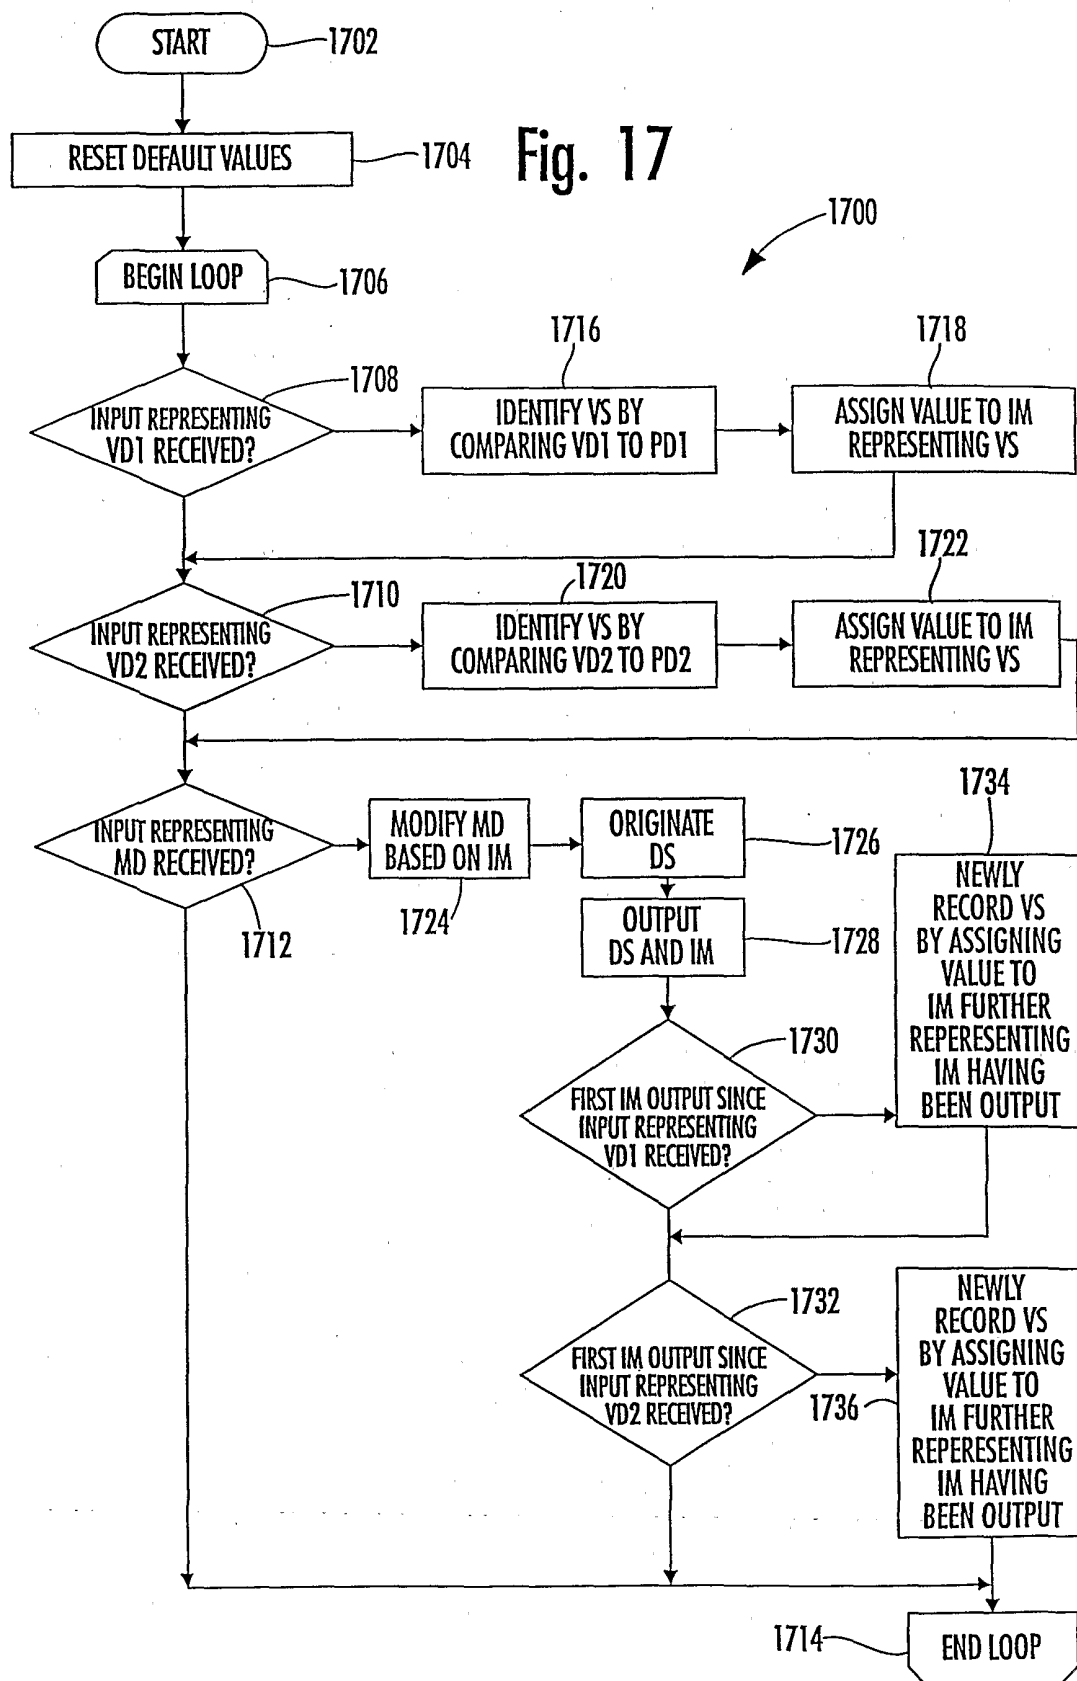 START
1702
RESET DEFAULT VALUES
1704
Fig. 17
1700
BEGIN LOOP
1706
1716
1718
1708
INPUT REPRESENTING
VD1 RECEIVED?
IDENTIFY VS BY
COMPARING VD1 TO PD1
ASSIGN VALUE TO IM
REPRESENTING VS
1722
1720
1710
INPUT REPRESENTING
VD2 RECEIVED?
IDENTIFY VS BY
COMPARING VD2 TO PD2
ASSIGN VALUE TO IM
REPRESENTING VS
1734
INPUT REPRESENTING
MD RECEIVED?
1712
MODIFY MD
BASED ON IM
1724
ORIGINATE
DS
1726
OUTPUT
DS AND IM
1728
NEWLY
RECORD VS
BY ASSIGNING
VALUE TO
IM FURTHER
REPERESENTING
IM HAVING
BEEN OUTPUT
1730
FIRST IM OUTPUT SINCE
INPUT REPRESENTING
VD1 RECEIVED?
1732
FIRST IM OUTPUT SINCE
INPUT REPRESENTING
VD2 RECEIVED?
1736
NEWLY
RECORD VS
BY ASSIGNING
VALUE TO
IM FURTHER
REPERESENTING
IM HAVING
BEEN OUTPUT
1714
END LOOP